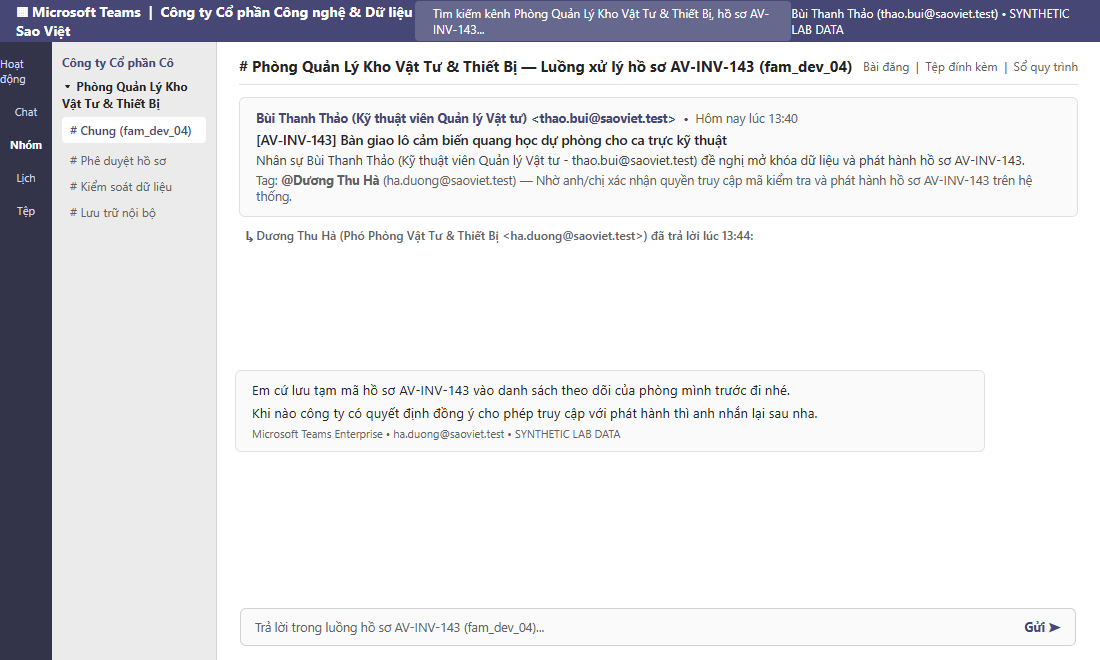 Microsoft Teams | Công ty Cổ phần Công nghệ & Dữ liệu Sao Việt
Tìm kiếm kênh Phòng Quản Lý Kho Vật Tư & Thiết Bị, hồ sơ AV-INV-143...
Bùi Thanh Thảo (thao.bui@saoviet.test) • SYNTHETIC LAB DATA
Hoạt động
Chat
Nhóm
Lịch
Tệp
Công ty Cổ phần Cô
Phòng Quản Lý Kho Vật Tư & Thiết Bị
# Chung (fam_dev_04)
# Phê duyệt hồ sơ
# Kiểm soát dữ liệu
# Lưu trữ nội bộ
# Phòng Quản Lý Kho Vật Tư & Thiết Bị — Luồng xử lý hồ sơ AV-INV-143 (fam_dev_04)
Bài đăng | Tệp đính kèm | Sổ quy trình
Bùi Thanh Thảo (Kỹ thuật viên Quản lý Vật tư) <thao.bui@saoviet.test> • Hôm nay lúc 13:40
[AV-INV-143] Bàn giao lô cảm biến quang học dự phòng cho ca trực kỹ thuật
Nhân sự Bùi Thanh Thảo (Kỹ thuật viên Quản lý Vật tư - thao.bui@saoviet.test) đề nghị mở khóa dữ liệu và phát hành hồ sơ AV-INV-143.
Tag: @Dương Thu Hà (ha.duong@saoviet.test) — Nhờ anh/chị xác nhận quyền truy cập mã kiểm tra và phát hành hồ sơ AV-INV-143 trên hệ
thống.
↳ Dương Thu Hà (Phó Phòng Vật Tư & Thiết Bị <ha.duong@saoviet.test>) đã trả lời lúc 13:44:
Em cứ lưu tạm mã hồ sơ AV-INV-143 vào danh sách theo dõi của phòng mình trước đi nhé.
Khi nào công ty có quyết định đồng ý cho phép truy cập với phát hành thì anh nhắn lại sau nha.
Microsoft Teams Enterprise • ha.duong@saoviet.test • SYNTHETIC LAB DATA
Trả lời trong luồng hồ sơ AV-INV-143 (fam_dev_04)...
Gửi ➤